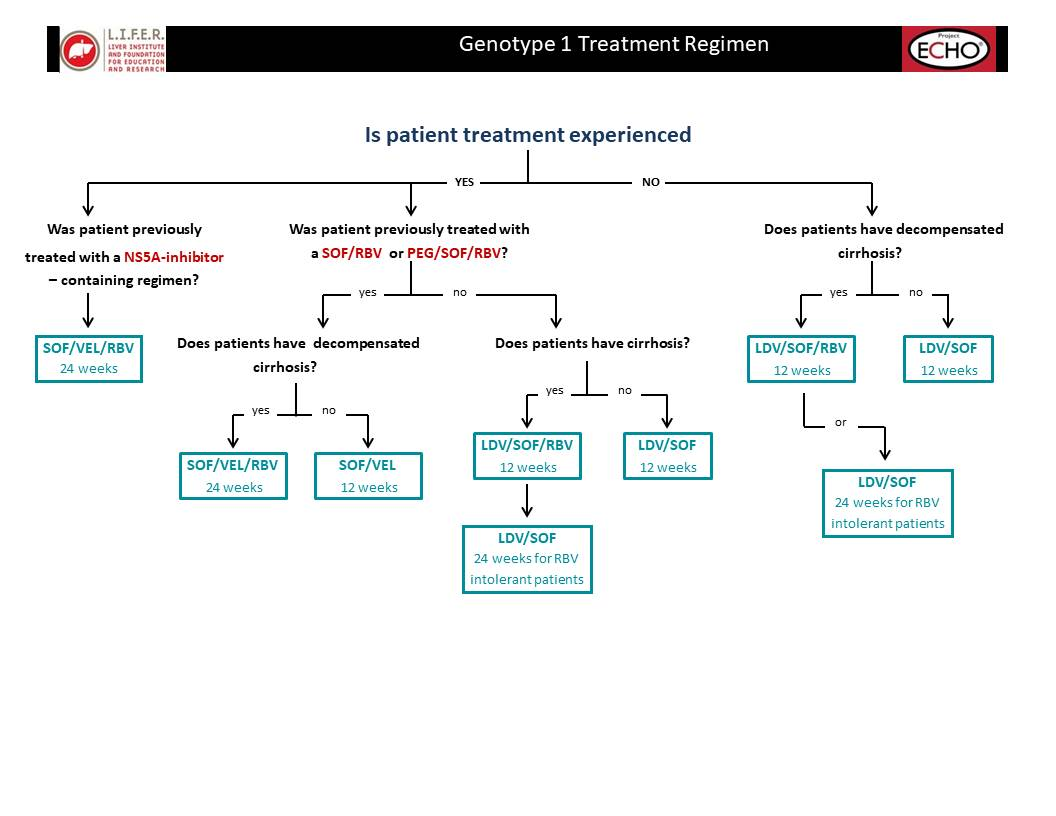 L.I.F.E.R.
LIVER INSTITUTE
AND FOUNDATION
FOR EDUCATION
AND RESEARCH
Genotype 1 Treatment Regimen
Project
ECHO®
Is patient treatment experienced
YES
NO
Was patient previously
treated with a NS5A-inhibitor
– containing regimen?
SOF/VEL/RBV
24 weeks
Was patient previously treated with
a SOF/RBV or PEG/SOF/RBV?
yes
no
Does patients have decompensated
cirrhosis?
yes
no
SOF/VEL/RBV
24 weeks
SOF/VEL
12 weeks
Does patients have cirrhosis?
yes
no
LDV/SOF/RBV
12 weeks
LDV/SOF
12 weeks
LDV/SOF
24 weeks for RBV
intolerant patients
Does patients have decompensated
cirrhosis?
yes
no
LDV/SOF/RBV
12 weeks
LDV/SOF
12 weeks
or
LDV/SOF
24 weeks for RBV
intolerant patients